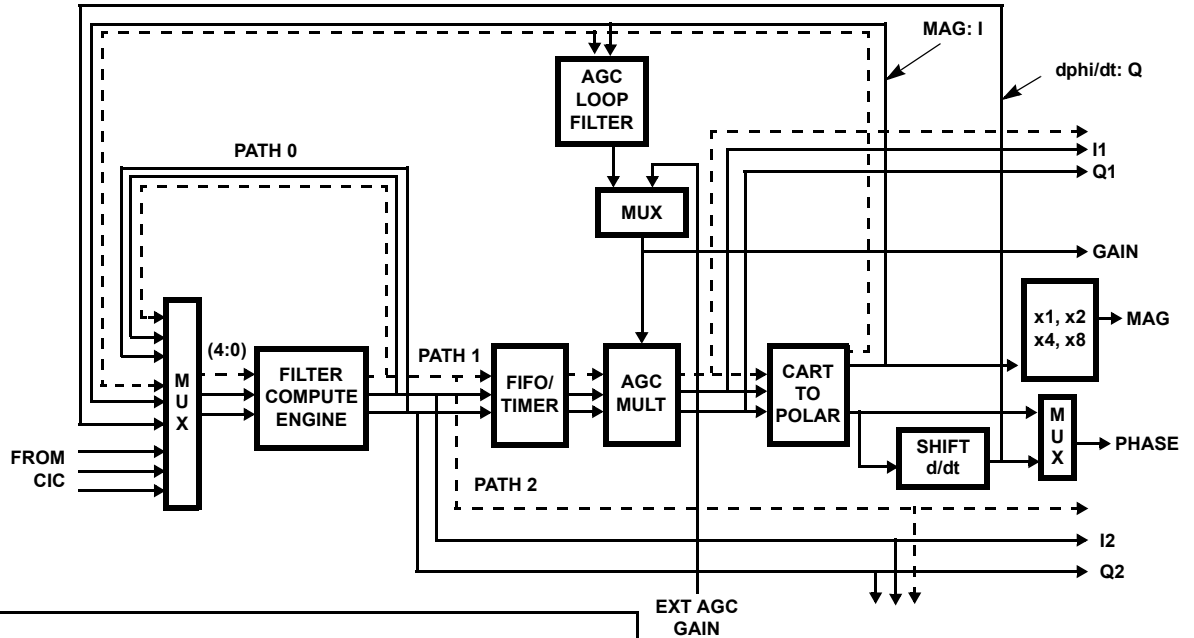 MAG: I
dphi/dt: Q
AGC
LOOP
FILTER
PATH 0
I1
Q1
MUX
GAIN
x1, x2
x4, x8
MAG
(4:0)
PATH 1
M
U
X
FILTER
COMPUTE
ENGINE
FIFO/
TIMER
AGC
MULT
CART
TO
POLAR
M
U
X
PHASE
SHIFT
d/dt
FROM
CIC
PATH 2
I2
Q2
EXT AGC
GAIN